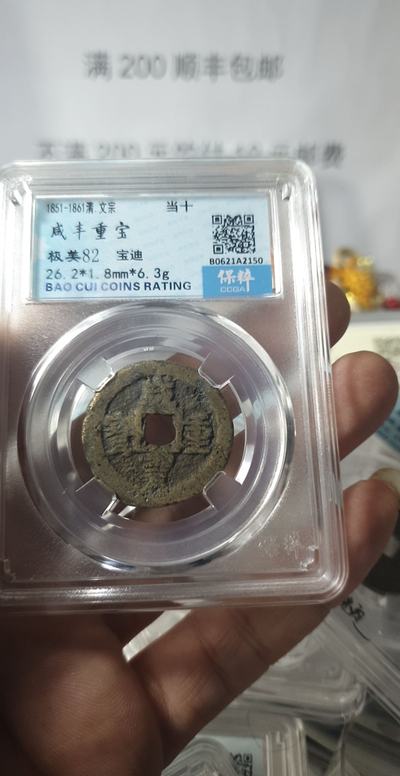 满 200 顺丰包邮
1851-1861清.文宗 当十
咸丰重宝
极美82 宝迪
26.2*1.8mm*6.3g
BAO CUI COINS RATING
B0621A2150
保粹
CCGA